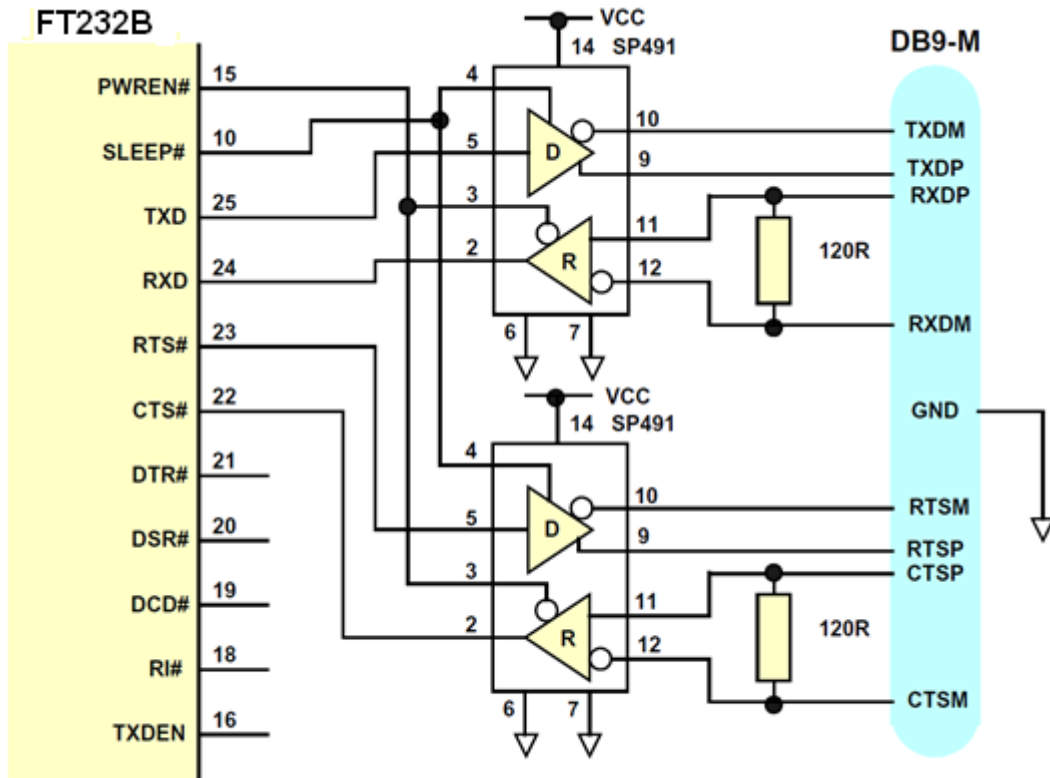 FT232B
PWREN# 15
SLEEP# 10
TXD 25
RXD 24
RTS# 23
CTS# 22
DTR# 21
DSR# 20
DCD# 19
RI# 18
TXDEN 16
VCC
14 SP491
4
5
D
10
9
3
2
R
11
12
6 7
120R
VCC
14 SP491
4
5
D
10
9
3
2
R
11
12
6 7
120R
DB9-M
TXDM
TXDP
RXDP
RXDM
GND
RTSM
RTSP
CTSP
CTSM